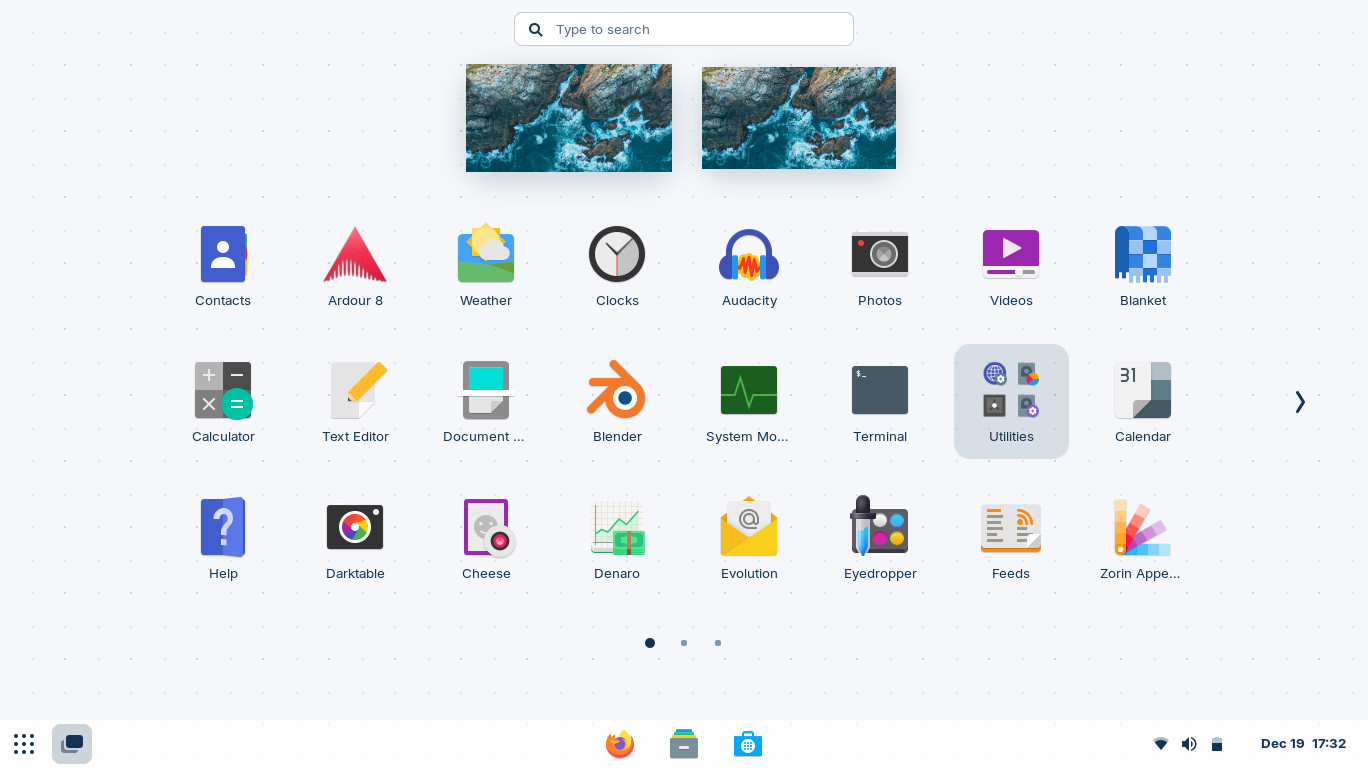 Type to search
Contacts
Ardour 8
Weather
Clocks
Audacity
Photos
Videos
Blanket
Calculator
Text Editor
Document ...
Blender
System Mo...
$_
Terminal
Utilities
31
Calendar
?
Help
Darktable
Cheese
Denaro
@
Evolution
Eyedropper
Feeds
Zorin Appe...
Dec 19 17:32